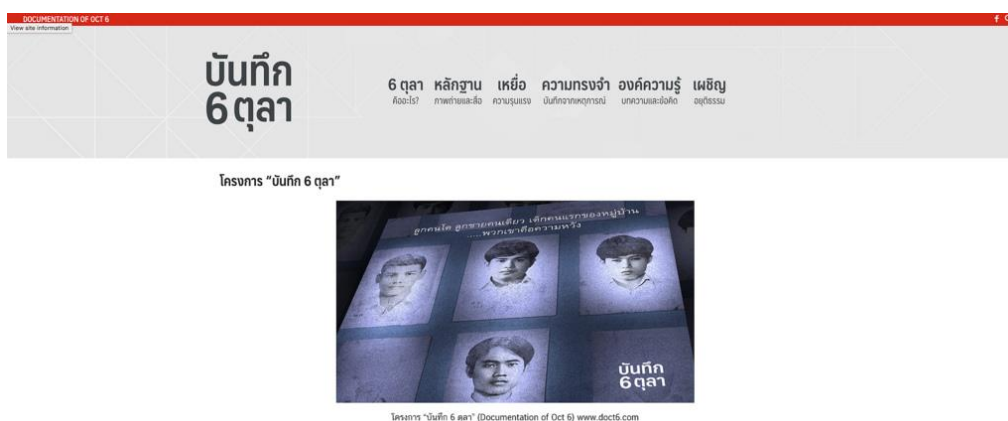 DOCUMENTATION OF OCT 6
View site information
บันทึก
6 ตุลา
6 ตุลา หลักฐาน เหยื่อ ความทรงจำ องค์ความรู้ เผชิญ
คืออะไร? ภาพถ่ายและสื่อ ความรุนแรง บันทึกจากเหตุการณ์ บทความและข้อคิด อยุติธรรม
โครงการ “บันทึก 6 ตุลา”
ลูกคนโต ลูกชายคนเดียว เด็กคนแรกของหมู่บ้าน
.....พวกเขาคือความหวัง
บันทึก
6 ตุลา
โครงการ “บันทึก 6 ตุลา” (Documentation of Oct 6) www.doct6.com